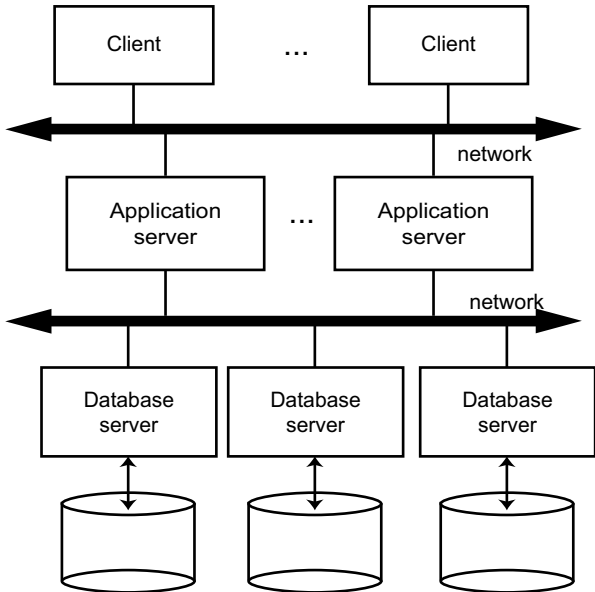 Client ... Client
network
Application server ... Application server
network
Database server Database server Database server